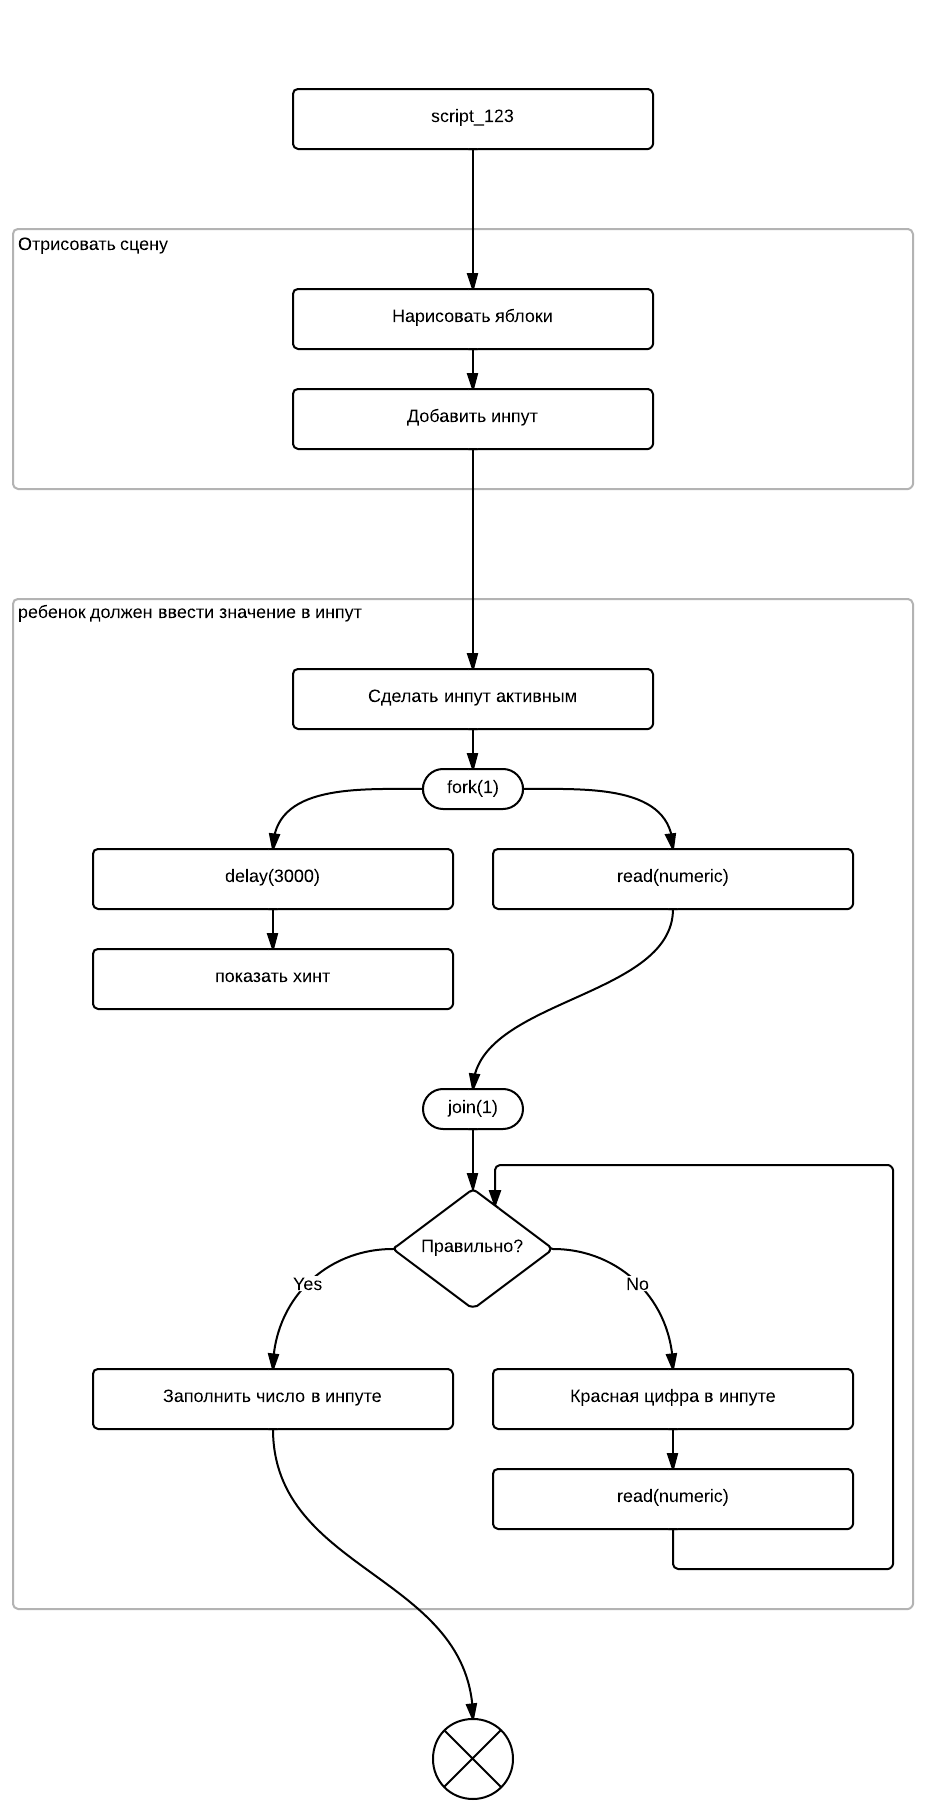 script_123
Отрисовать сцену
Нарисовать яблоки
Добавить инпут
ребенок должен ввести значение в инпут
Сделать инпут активным
fork(1)
delay(3000)
read(numeric)
показать хинт
join(1)
Правильно?
Yes
No
Заполнить число в инпуте
Красная цифра в инпуте
read(numeric)